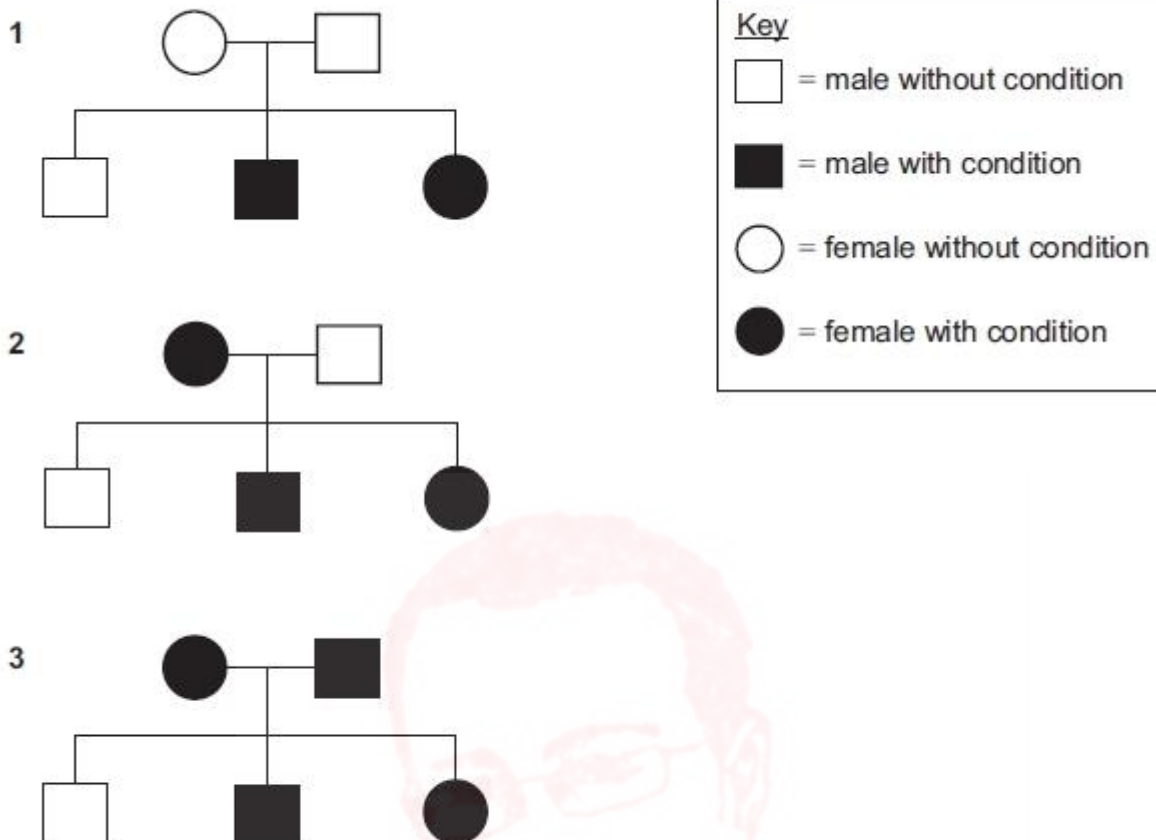 1
Key
= male without condition
= male with condition
2
= female without condition
= female with condition
3